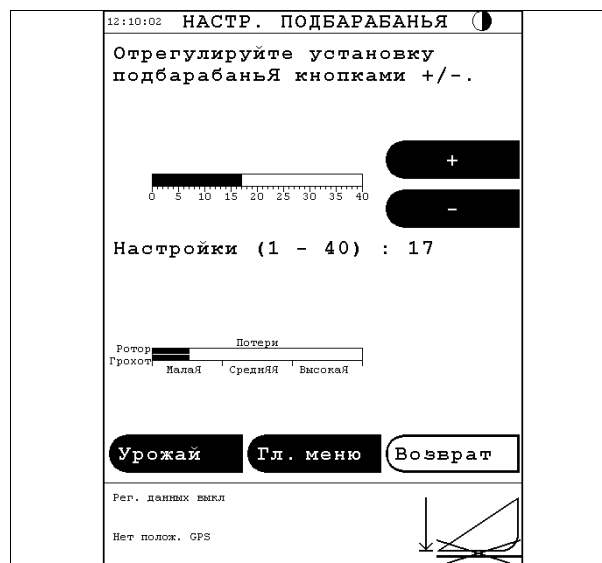 12:10:02 НАСТР. ПОДБАРАБАНЬЯ
Отрегулируйте установку
подбарабаньЯ кнопками +/-.
+
0 5 10 15 20 25 30 35 40
-
Настройки (1 - 40) : 17
Потери
Ротор
Грохот
МалаЯ СреднЯЯ ВысокаЯ
Урожай Гл. меню Возврат
Рег. данных выкл
Нет полож. GPS